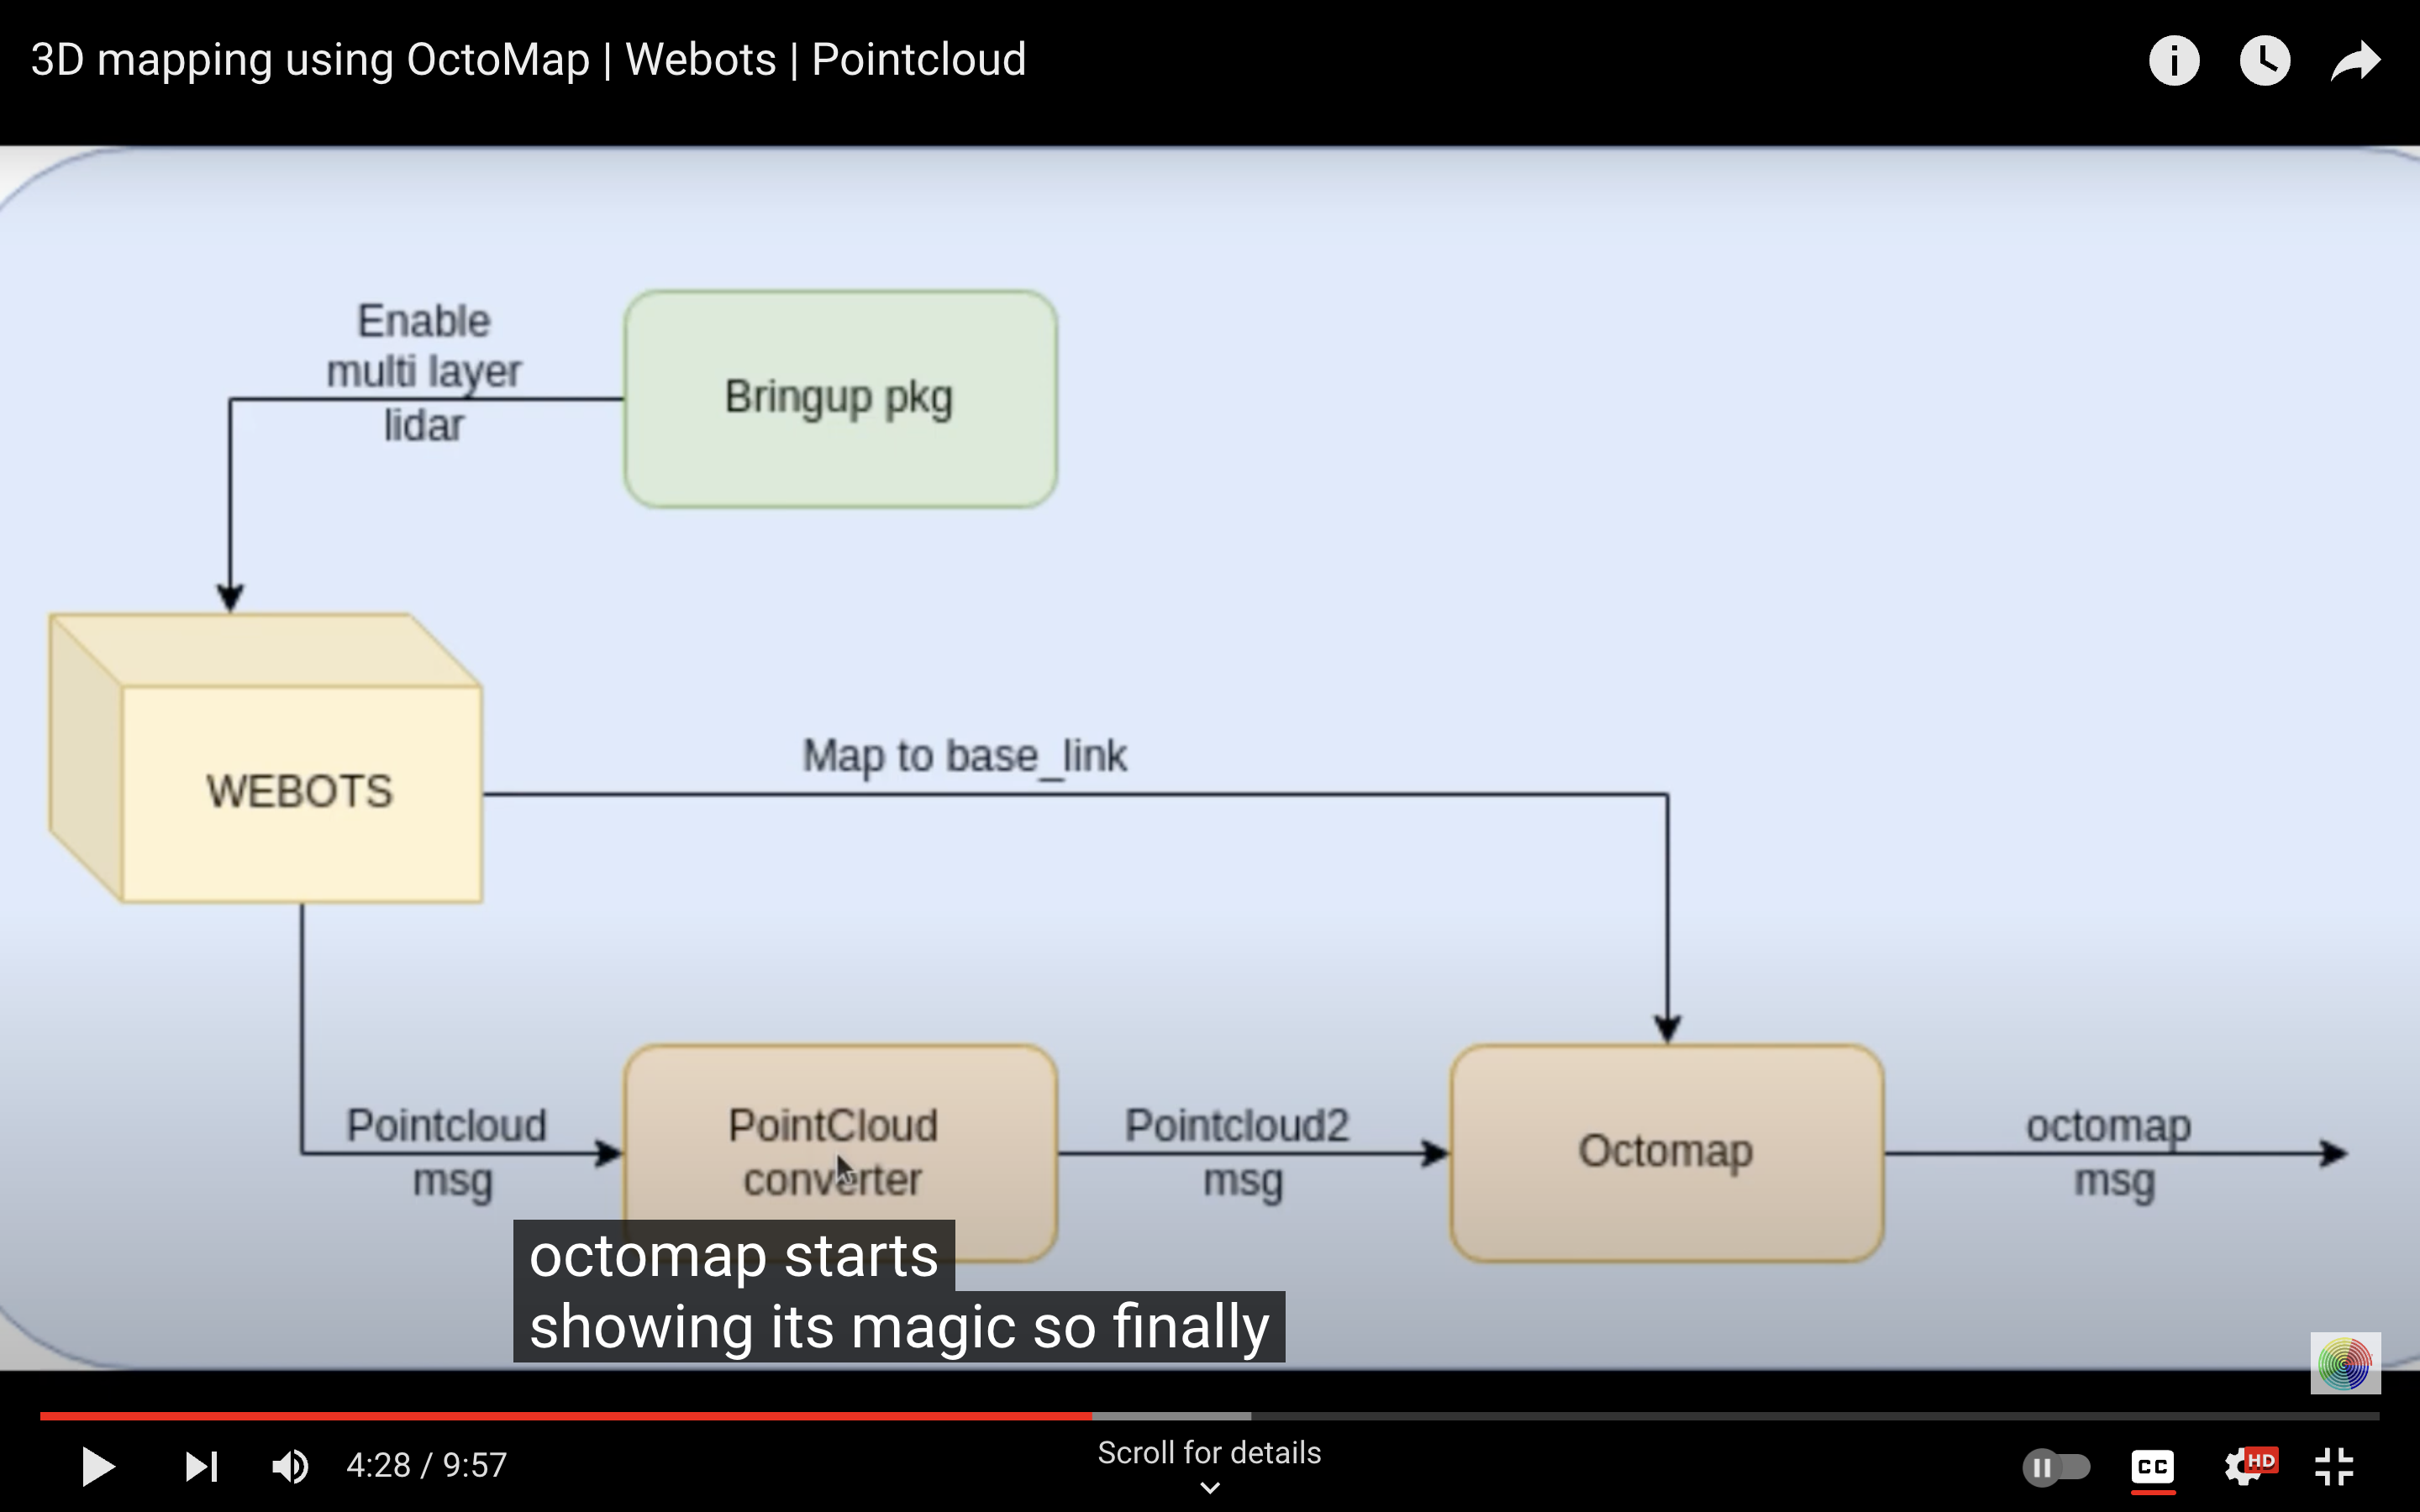 3D mapping using OctoMap | Webots | Pointcloud
Enable
multi layer
lidar
Bringup pkg
WEBOTS
Map to base_link
Pointcloud
msg
PointCloud
converter
Pointcloud2
msg
Octomap
octomap
msg
octomap starts
showing its magic so finally
4:28 / 9:57
Scroll for details
CC
HD